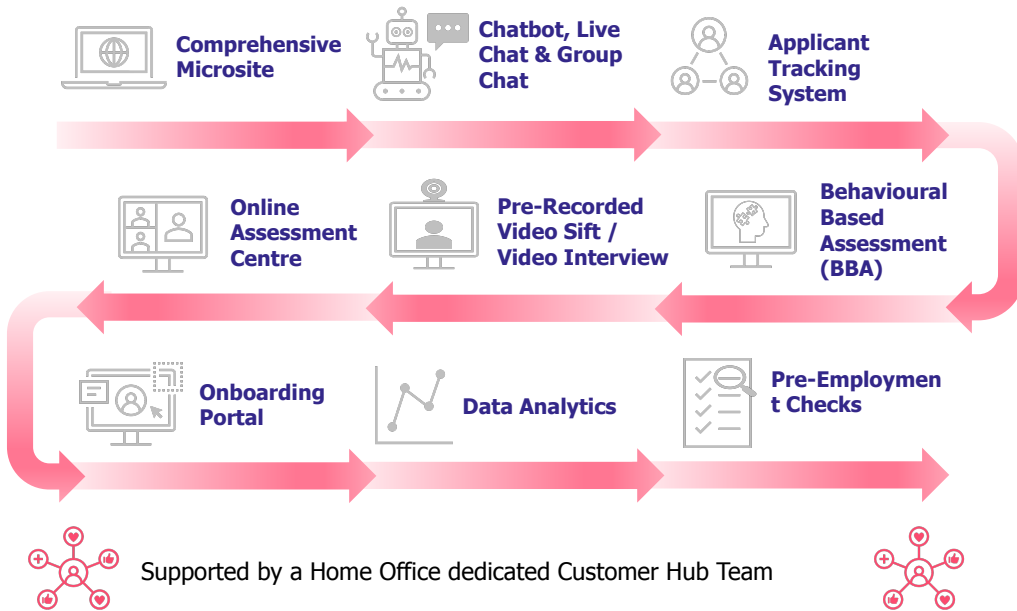 Comprehensive
Microsite
Chatbot, Live
Chat & Group
Chat
Applicant
Tracking
System
Behavioural
Based
Assessment
(BBA)
Pre-Recorded
Video Sift /
Video Interview
Online
Assessment
Centre
Onboarding
Portal
Data Analytics
Pre-Employmen
t Checks
Supported by a Home Office dedicated Customer Hub Team